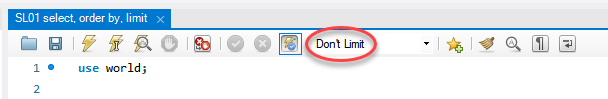 SL01 select, order by, limit
Don't Limit
1 use world;
2